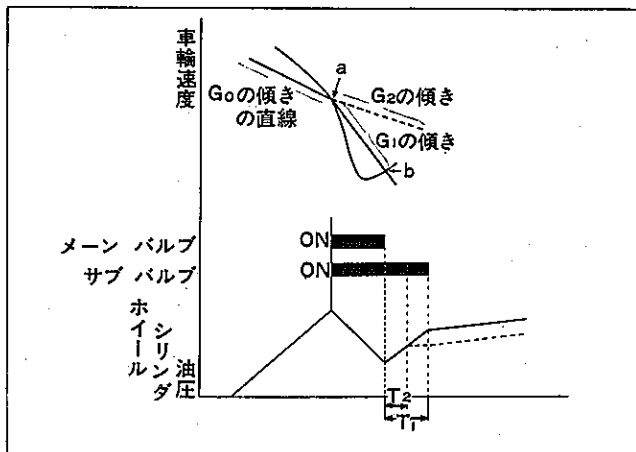 車輪速度
a
G0の傾き
の直線
G2の傾き
G1の傾き
b
メーン バルブ
ON
サブ バルブ
ON
ホイール
シリンダ
油圧
T2
T1